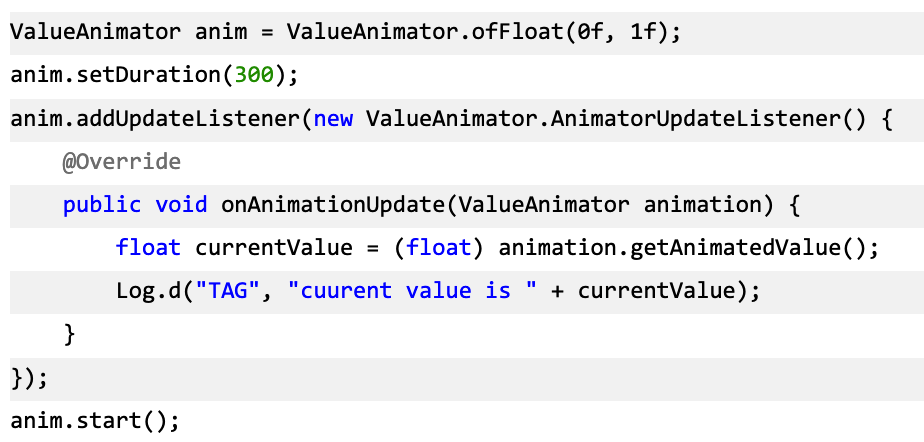 ValueAnimator anim = ValueAnimator.ofFloat(0f, 1f);
anim.setDuration(300);
anim.addUpdateListener(new ValueAnimator.AnimatorUpdateListener() {
    @Override
    public void onAnimationUpdate(ValueAnimator animation) {
        float currentValue = (float) animation.getAnimatedValue();
        Log.d("TAG", "cuurent value is " + currentValue);
    }
});
anim.start();